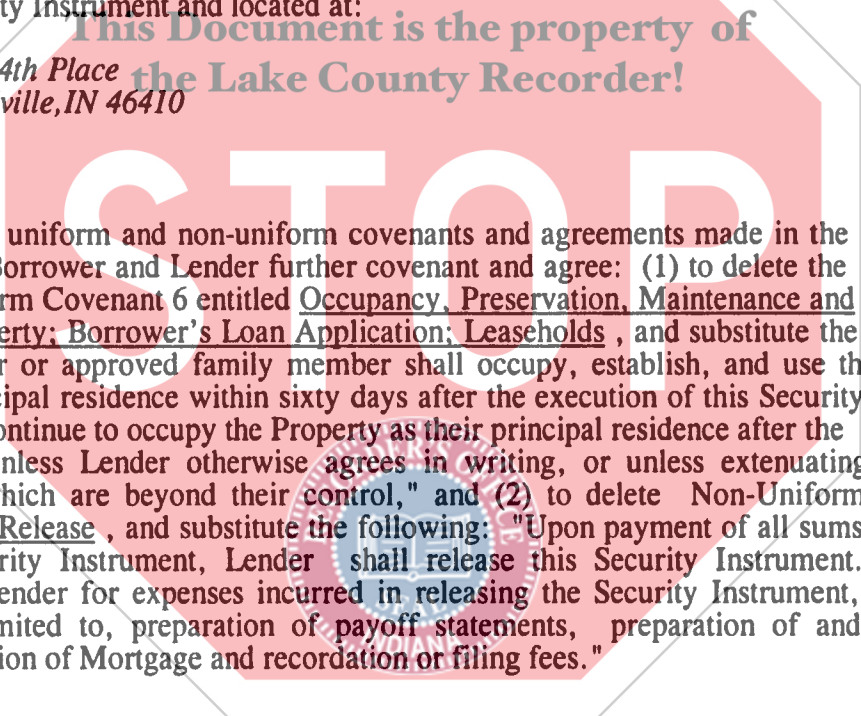 ty Instrument and located at:
This Document is the property of
the Lake County Recorder!
4th Place
ville, IN 46410
STOP
uniform and non-uniform covenants and agreements made in the
Borrower and Lender further covenant and agree: (1) to delete the
rm Covenant 6 entitled Occupancy, Preservation, Maintenance and
erty; Borrower's Loan Application; Leaseholds , and substitute the
r or approved family member shall occupy, establish, and use th
cipal residence within sixty days after the execution of this Security
ontinue to occupy the Property as their principal residence after the
nless Lender otherwise agrees in writing, or unless extenuating
hich are beyond their control," and (2) to delete Non-Uniform
Release , and substitute the following: "Upon payment of all sums
rity Instrument, Lender shall release this Security Instrument.
ender for expenses incurred in releasing the Security Instrument,
mited to, preparation of payoff statements, preparation of and
ion of Mortgage and recordation or filing fees."
RECORDER'S OFFICE
SEAL
INDIANA